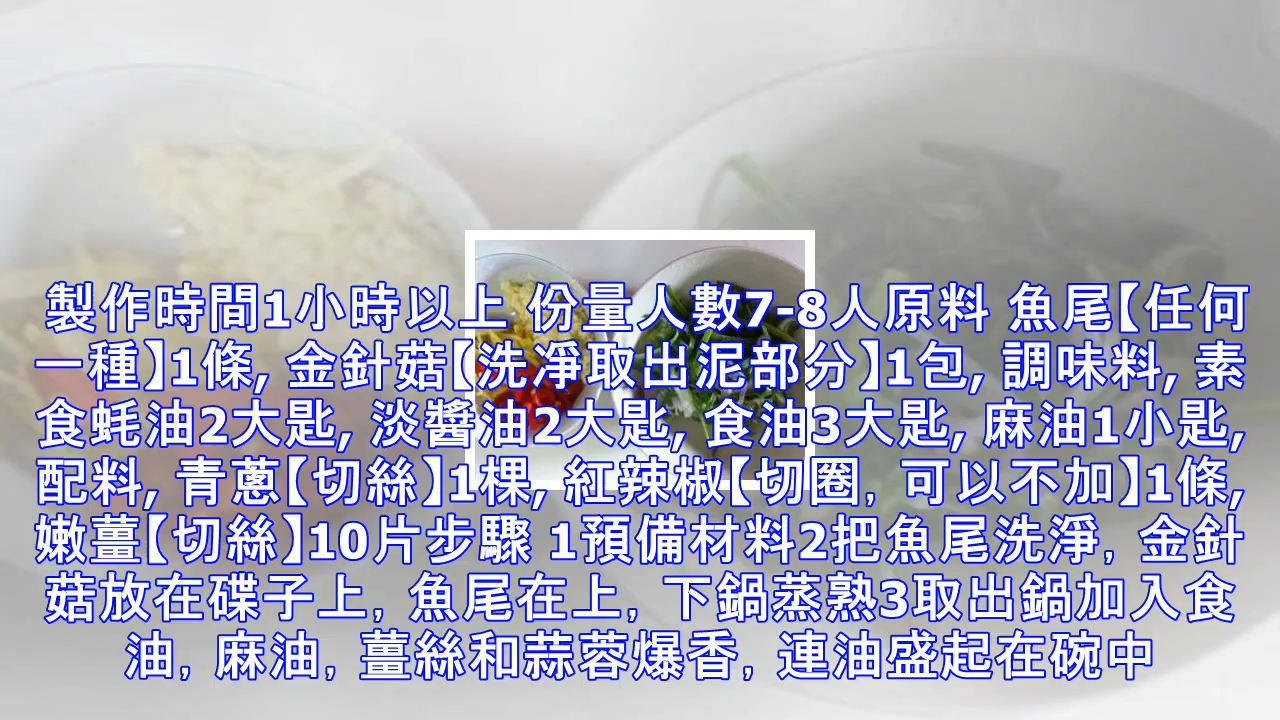 製作時間1小時以上 份量人數7-8人原料 魚尾【任何
一種】1條, 金針菇【洗凈取出泥部分】1包, 調味料, 素
食蚝油2大匙, 淡醬油2大匙, 食油3大匙, 麻油1小匙,
配料, 青蔥【切絲】1棵, 紅辣椒【切圈，可以不加】1條,
嫩薑【切絲】10片步驟 1預備材料2把魚尾洗淨，金針
菇放在碟子上，魚尾在上，下鍋蒸熟3取出鍋加入食
油，麻油，薑絲和蒜蓉爆香，連油盛起在碗中